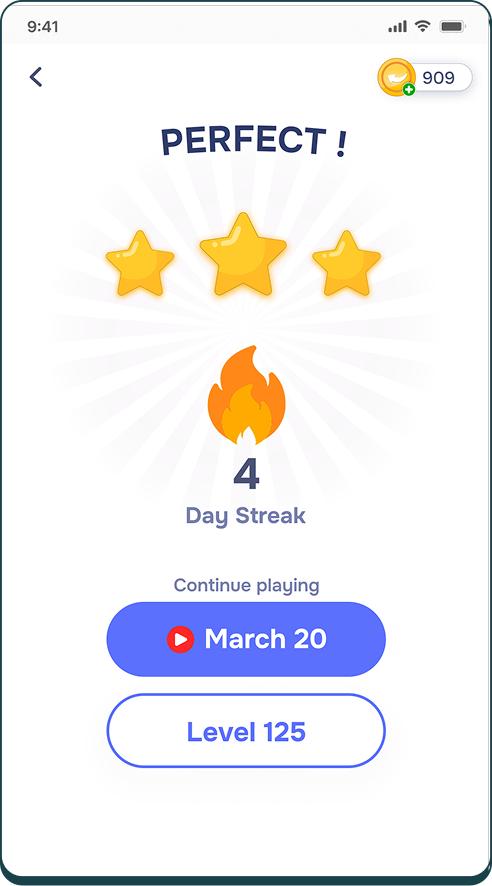 9:41
909
PERFECT !
4
Day Streak
Continue playing
March 20
Level 125